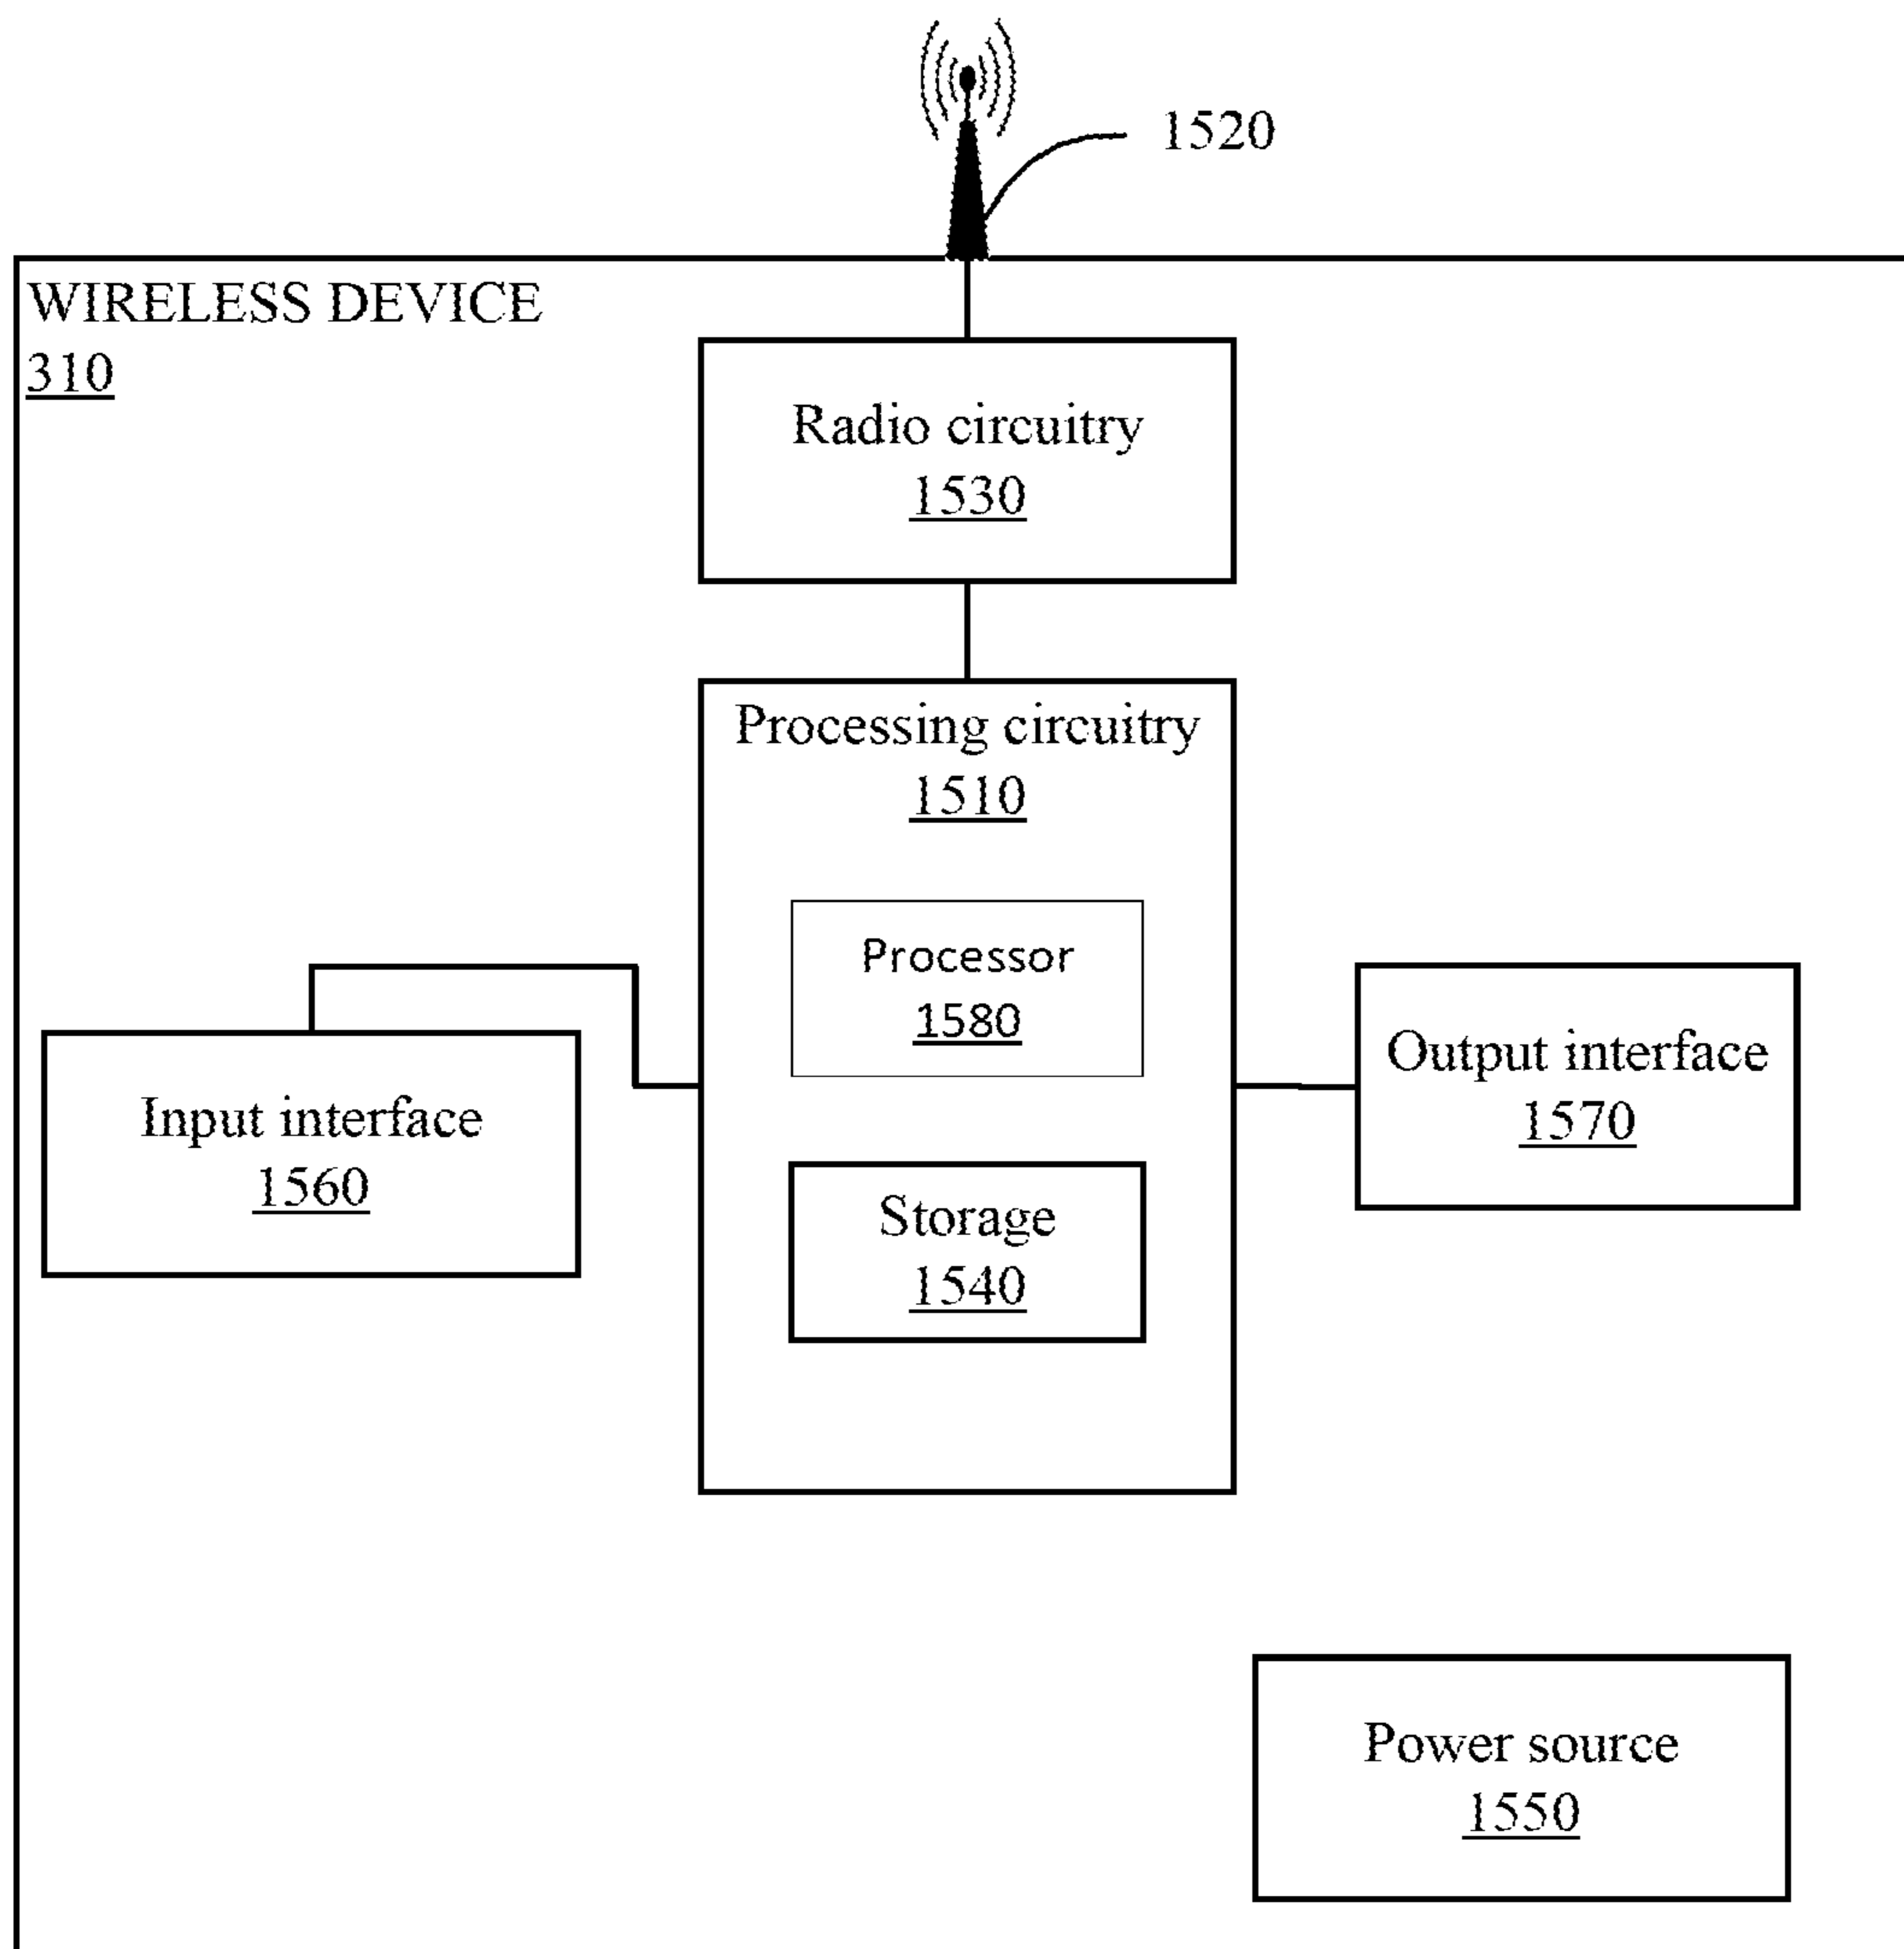 1520
WIRELESS DEVICE
310
Radio circuitry
1530
Processing circuitry
1510
Processor
1580
Input interface
1560
Output interface
1570
Storage
1540
Power source
1550